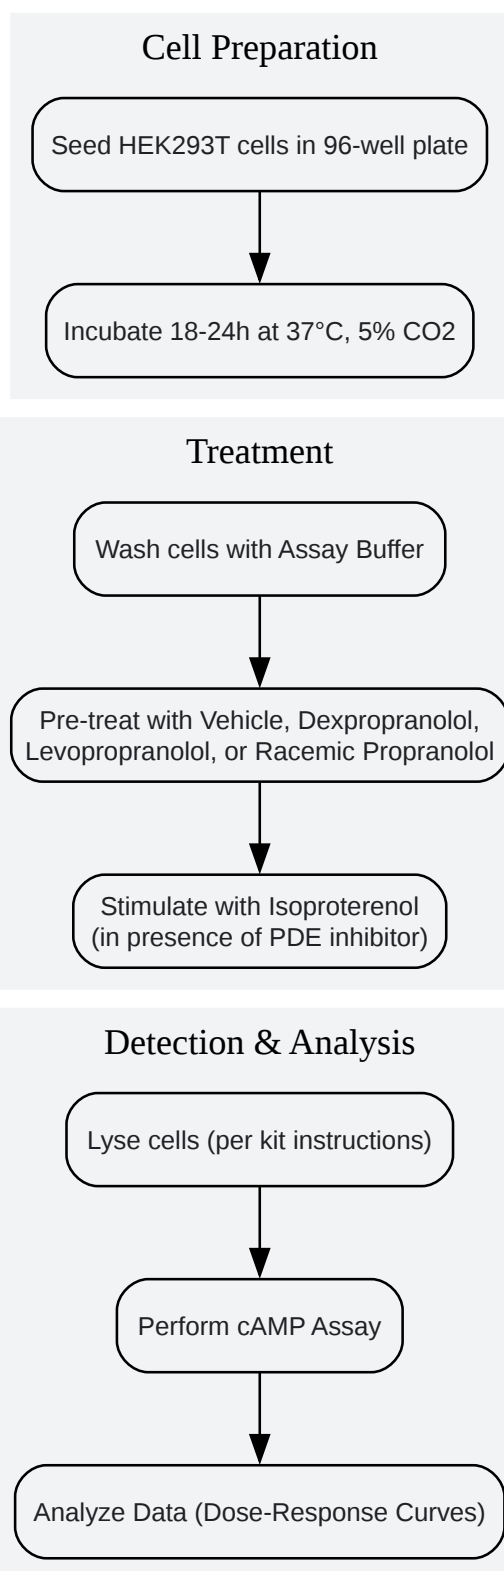 Cell Preparation
Seed HEK293T cells in 96-well plate
Incubate 18-24h at 37°C, 5% CO2
Treatment
Wash cells with Assay Buffer
Pre-treat with Vehicle, Dexpropranolol,
Levopropranolol, or Racemic Propranolol
Stimulate with Isoproterenol
(in presence of PDE inhibitor)
Detection & Analysis
Lyse cells (per kit instructions)
Perform cAMP Assay
Analyze Data (Dose-Response Curves)